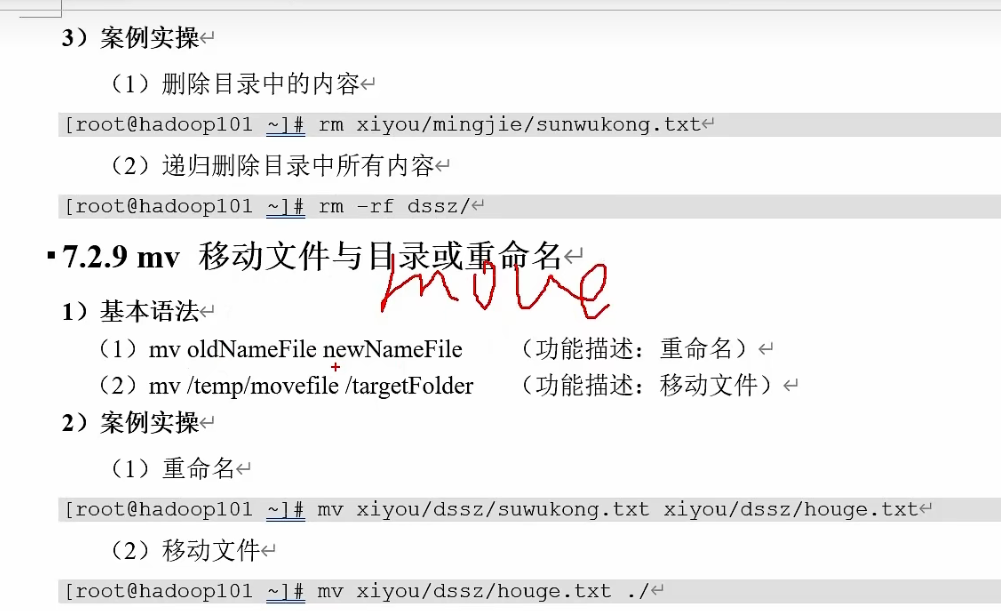 3）案例实操↵
（1）删除目录中的内容↵
[root@hadoop101 ~]# rm xiyou/mingjie/sunwukong.txt↵
（2）递归删除目录中所有内容↵
[root@hadoop101 ~]# rm -rf dssz/↵
▪7.2.9 mv 移动文件与目录或重命名↵
move
1）基本语法↵
（1）mv oldNameFile newNameFile （功能描述：重命名）↵
（2）mv /temp/movefile /targetFolder （功能描述：移动文件）↵
2）案例实操↵
（1）重命名↵
[root@hadoop101 ~]# mv xiyou/dssz/suwukong.txt xiyou/dssz/houge.txt↵
（2）移动文件↵
[root@hadoop101 ~]# mv xiyou/dssz/houge.txt ./↵